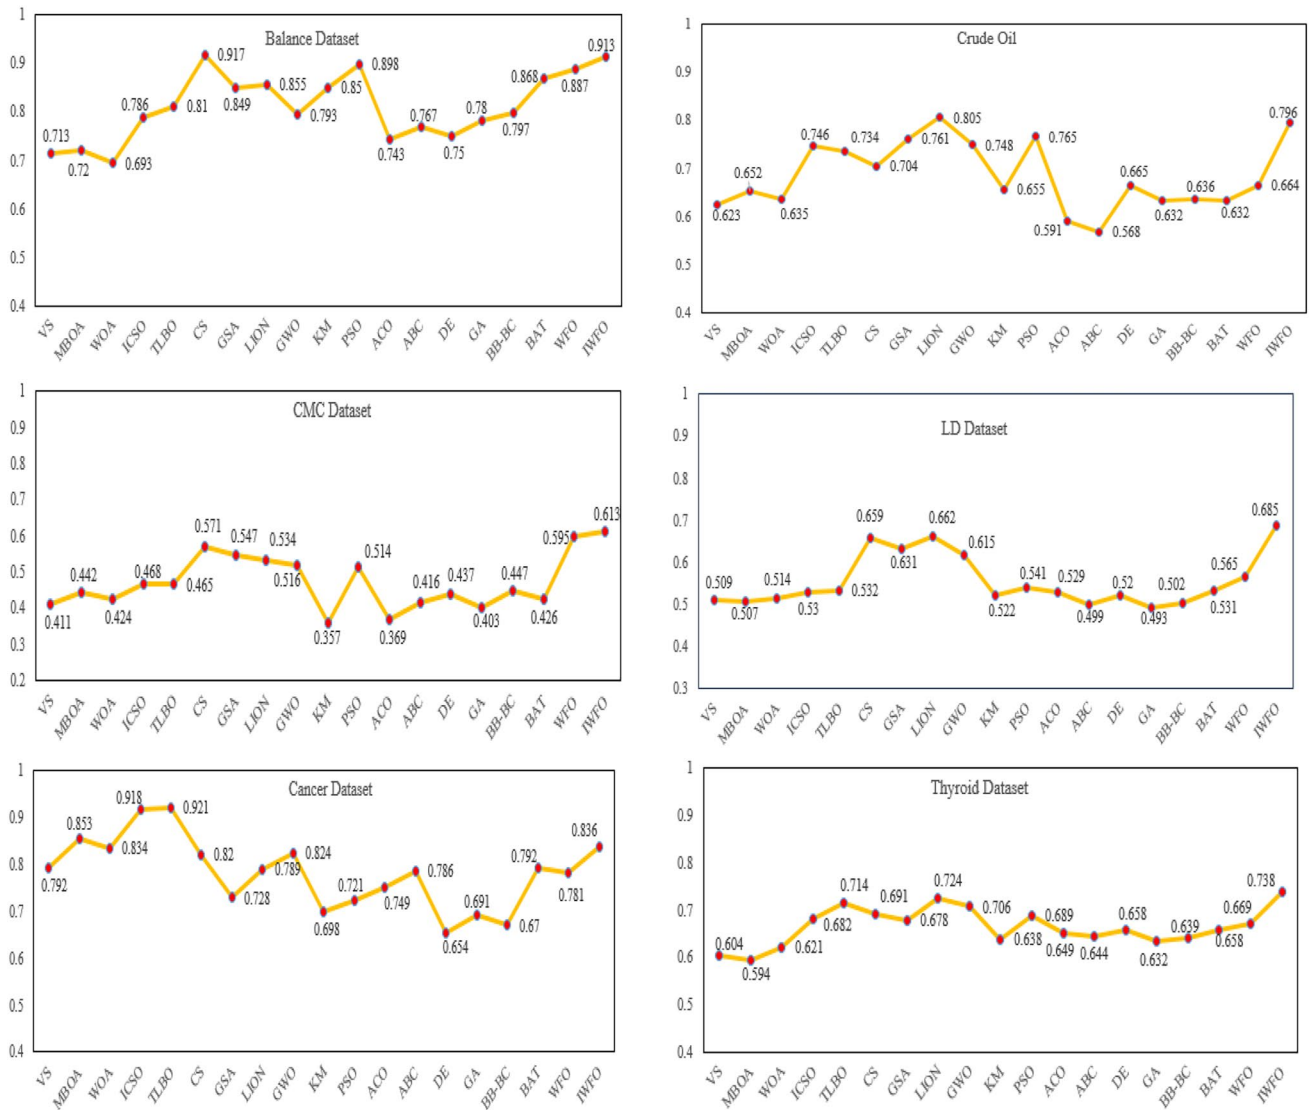 Balance Dataset
1
0.9
0.8
0.7
0.6
0.5
0.4
0.713
0.72
0.693
0.786
0.81
0.917
0.849
0.855
0.793
0.85
0.898
0.743
0.767
0.75
0.78
0.797
0.868
0.887
0.913
VS
MBOA
WOA
ICSO
TLBO
CS
GSA
LION
GWO
KM
PSO
ACO
ABC
DE
GA
BB-BC
BAT
WFO
IWFO
Crude Oil
1
0.9
0.8
0.7
0.6
0.5
0.4
0.623
0.652
0.635
0.746
0.734
0.704
0.761
0.805
0.748
0.655
0.765
0.591
0.568
0.665
0.632
0.636
0.632
0.664
0.796
VS
MBOA
WOA
ICSO
TLBO
CS
GSA
LION
GWO
KM
PSO
ACO
ABC
DE
GA
BB-BC
BAT
WFO
IWFO
CMC Dataset
1
0.9
0.8
0.7
0.6
0.5
0.4
0.3
0.2
0.411
0.442
0.424
0.468
0.465
0.571
0.547
0.534
0.516
0.357
0.514
0.369
0.416
0.437
0.403
0.447
0.426
0.595
0.613
VS
MBOA
WOA
ICSO
TLBO
CS
GSA
LION
GWO
KM
PSO
ACO
ABC
DE
GA
BB-BC
BAT
WFO
IWFO
LD Dataset
1
0.9
0.8
0.7
0.6
0.5
0.4
0.3
0.509
0.507
0.514
0.53
0.532
0.659
0.631
0.662
0.615
0.522
0.541
0.529
0.499
0.52
0.493
0.502
0.531
0.565
0.685
VS
MBOA
WOA
ICSO
TLBO
CS
GSA
LION
GWO
KM
PSO
ACO
ABC
DE
GA
BB-BC
BAT
WFO
IWFO
Cancer Dataset
1
0.9
0.8
0.7
0.6
0.5
0.4
0.792
0.853
0.834
0.918
0.921
0.82
0.728
0.789
0.824
0.698
0.721
0.749
0.786
0.654
0.691
0.67
0.792
0.781
0.836
VS
MBOA
WOA
ICSO
TLBO
CS
GSA
LION
GWO
KM
PSO
ACO
ABC
DE
GA
BB-BC
BAT
WFO
IWFO
Thyroid Dataset
1
0.9
0.8
0.7
0.6
0.5
0.4
0.604
0.594
0.621
0.682
0.714
0.691
0.678
0.724
0.706
0.638
0.689
0.649
0.644
0.658
0.632
0.639
0.658
0.669
0.738
VS
MBOA
WOA
ICSO
TLBO
CS
GSA
LION
GWO
KM
PSO
ACO
ABC
DE
GA
BB-BC
BAT
WFO
IWFO